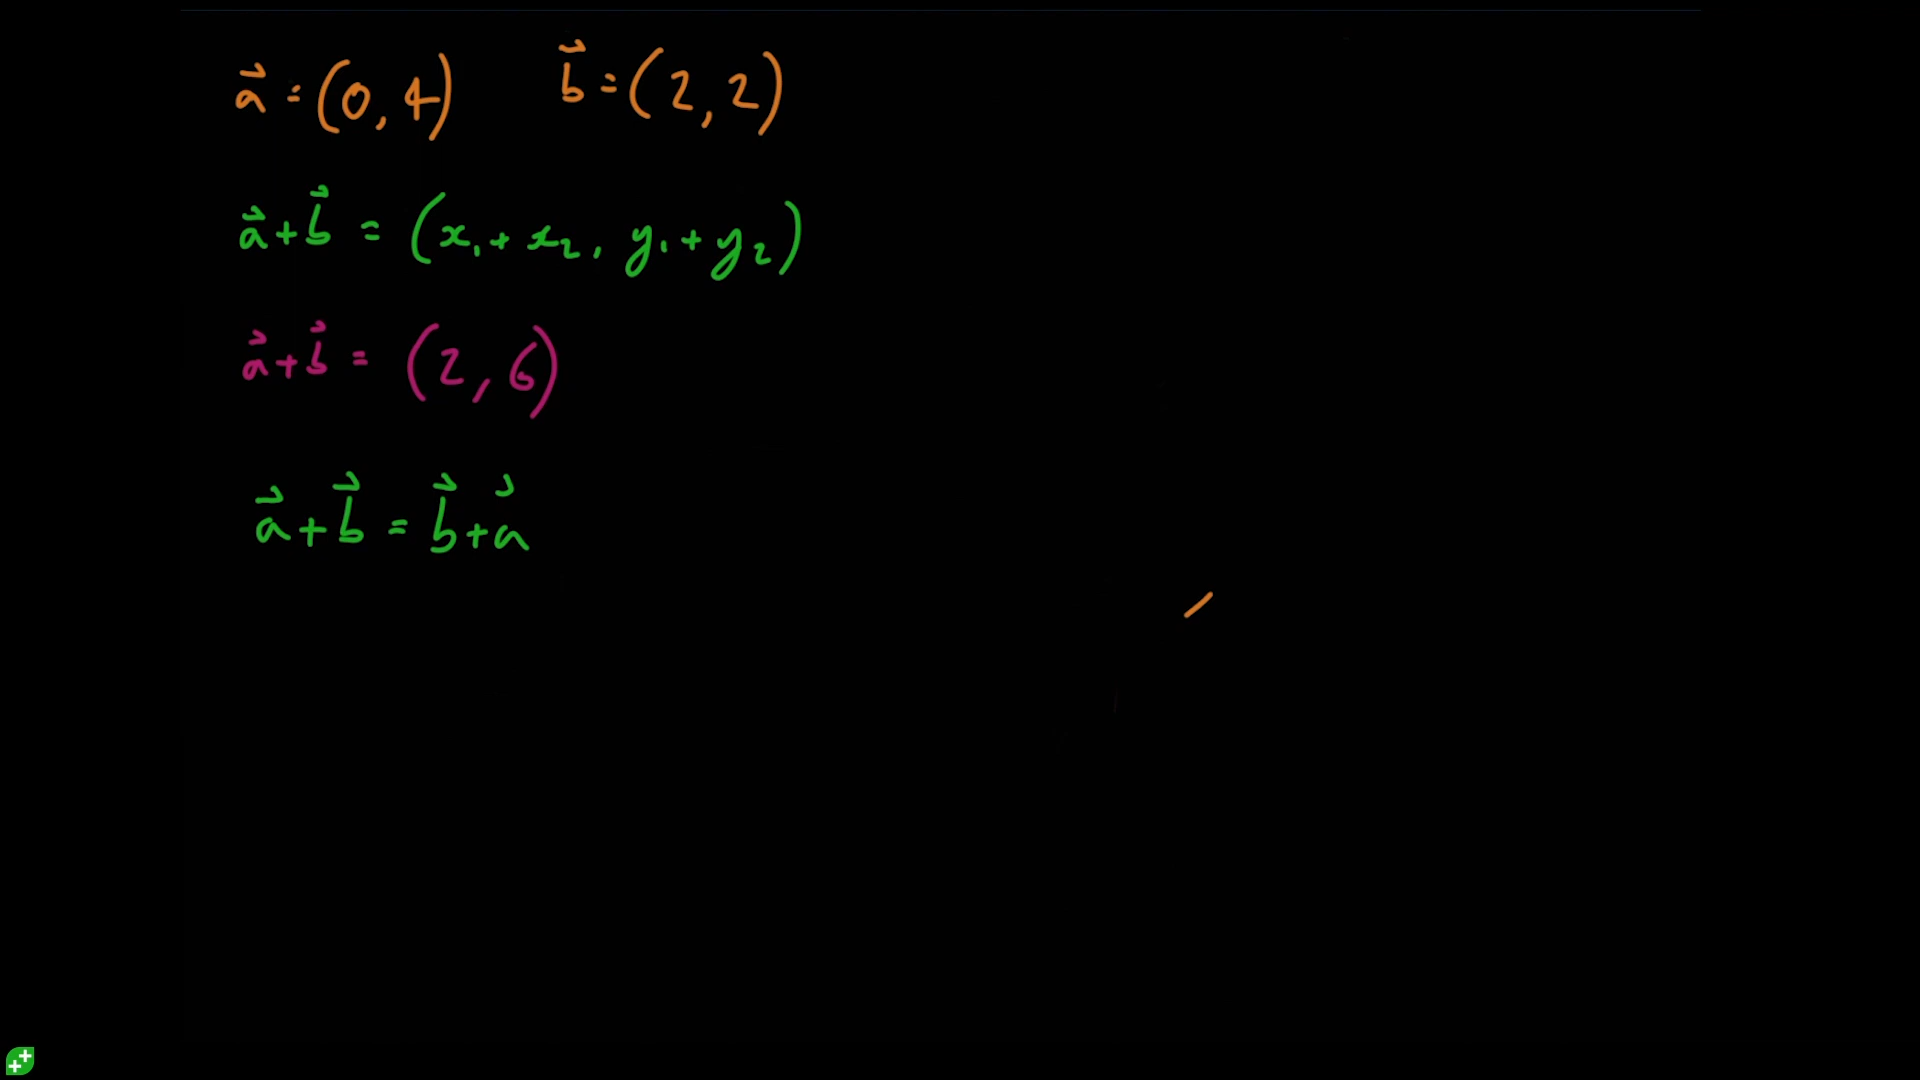 a⃗ = (0, 4) b⃗ = (2, 2)
a⃗ + b⃗ = (x₁ + x₂, y₁ + y₂)
a⃗ + b⃗ = (2, 6)
a⃗ + b⃗ = b⃗ + a⃗